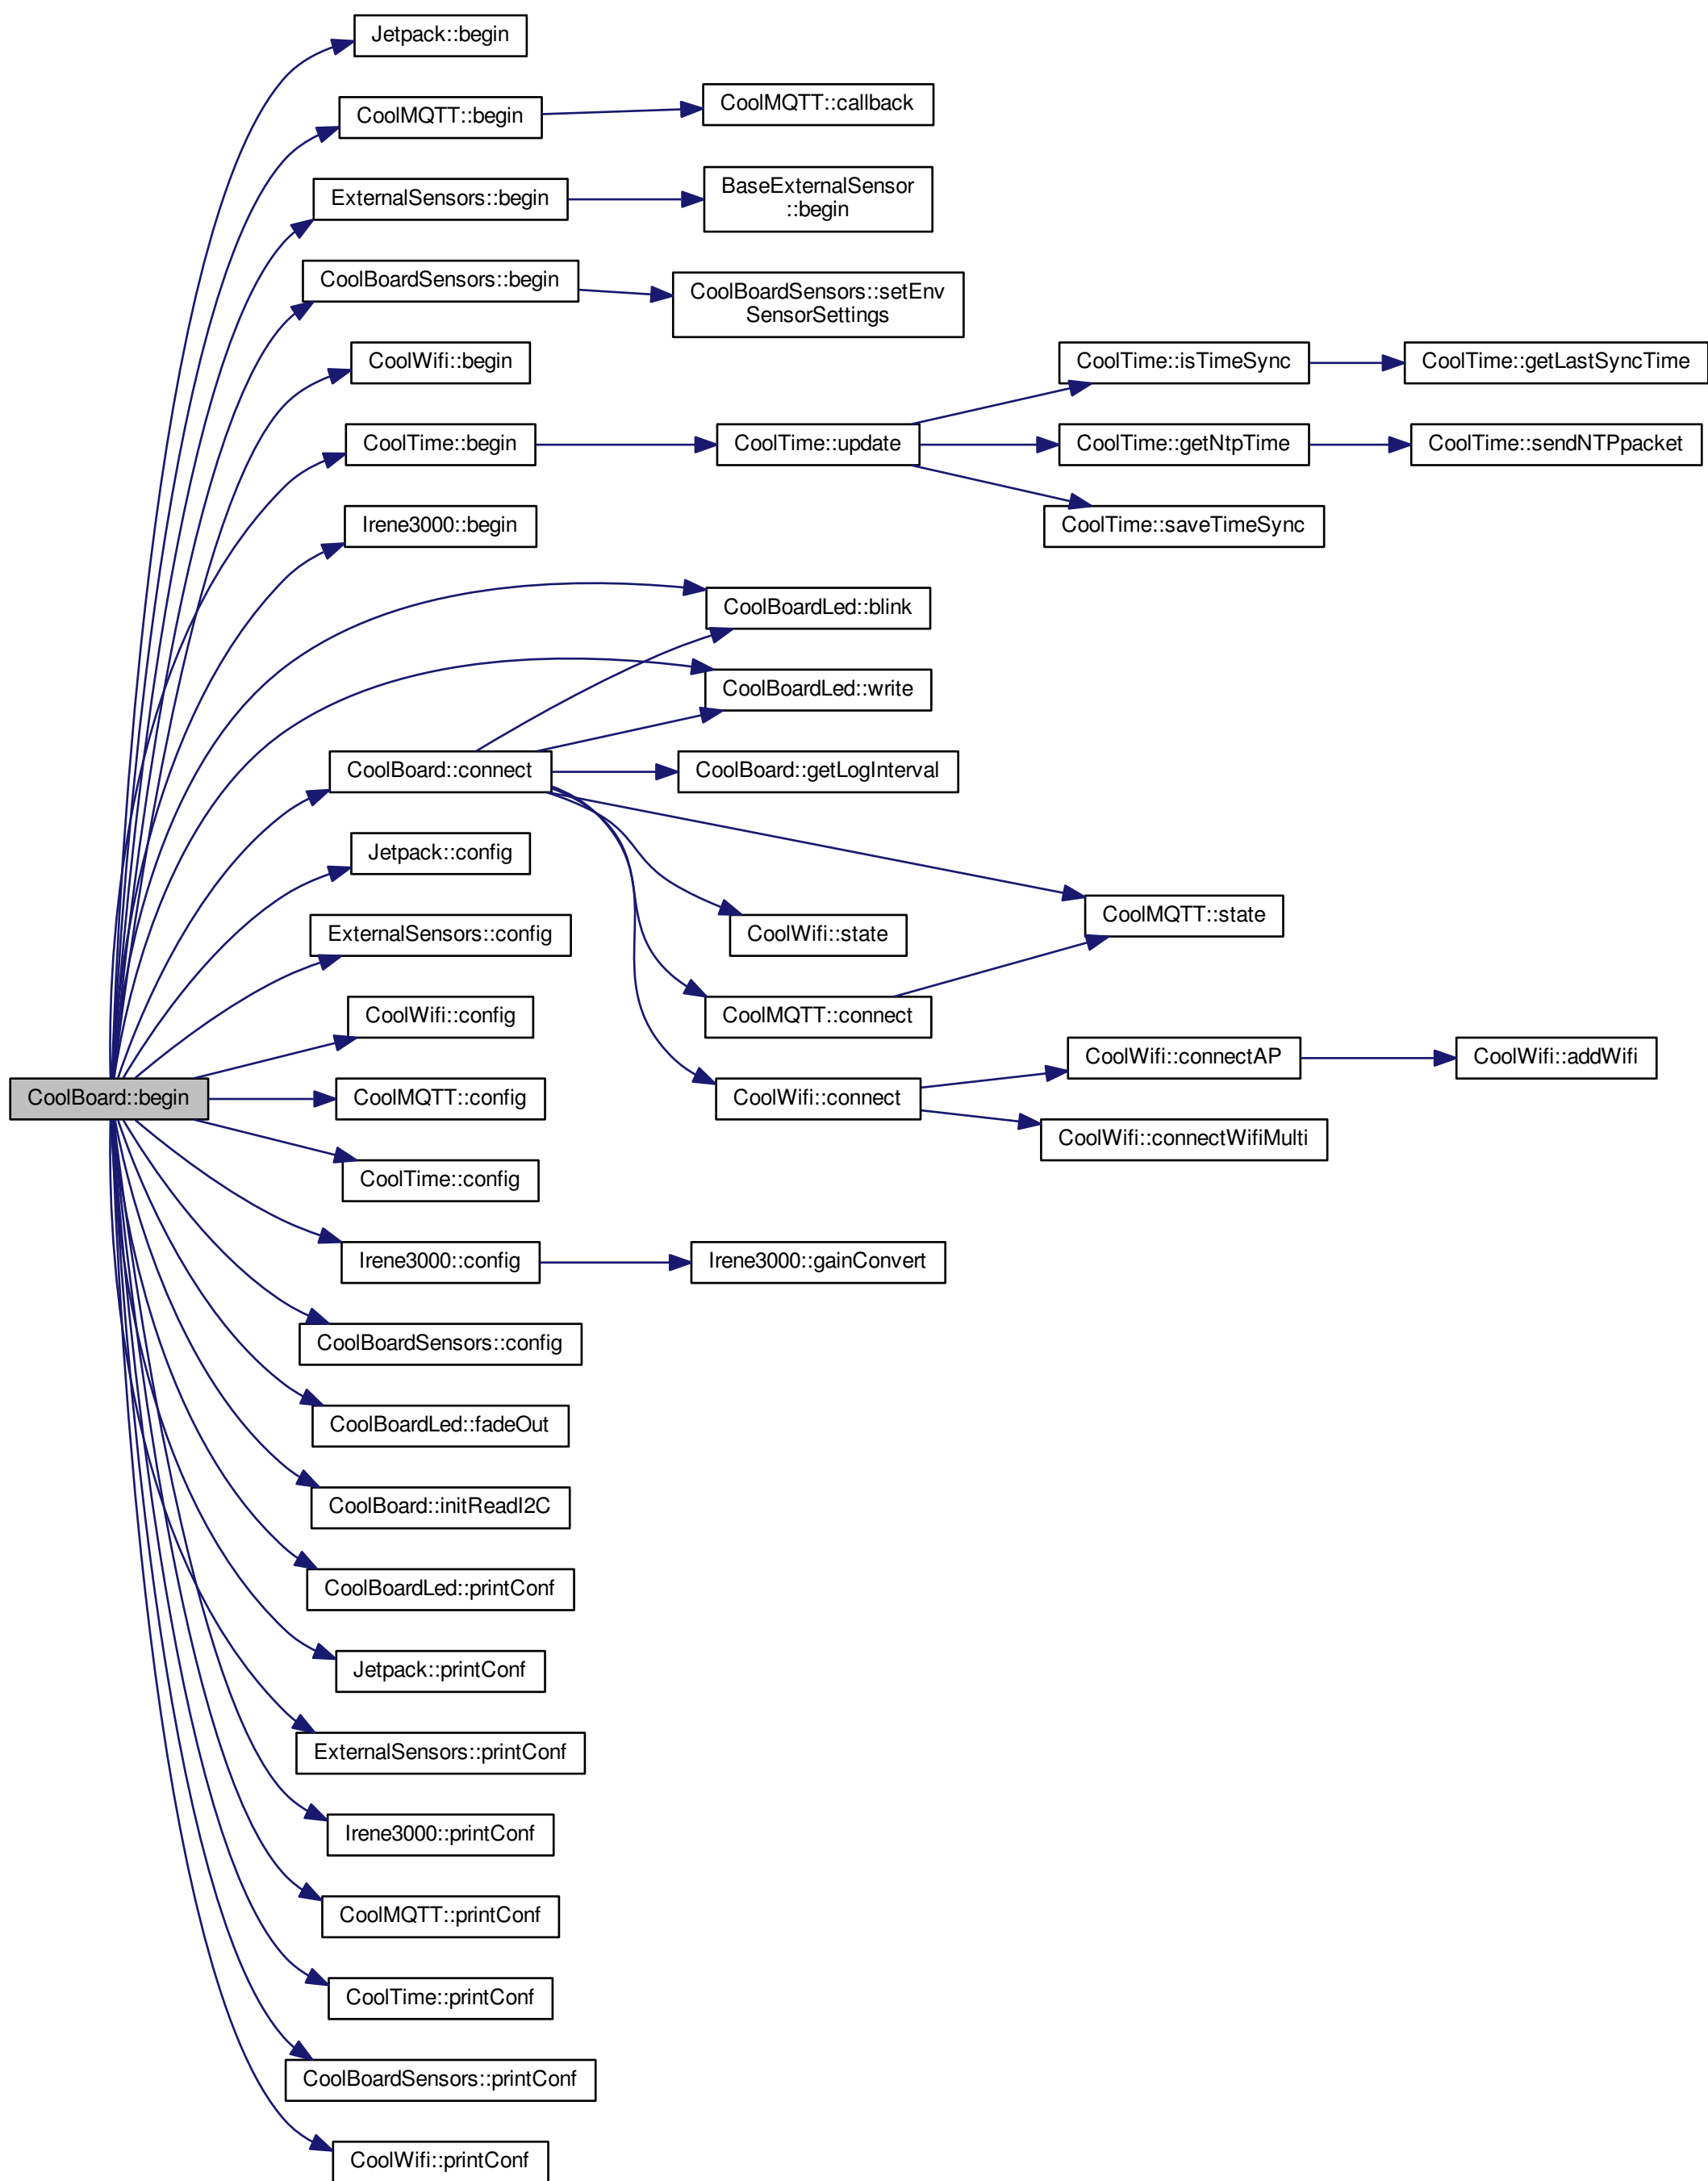 Jetpack::begin
CoolMQTT::begin
CoolMQTT::callback
ExternalSensors::begin
BaseExternalSensor
::begin
CoolBoardSensors::begin
CoolBoardSensors::setEnv
SensorSettings
CoolWifi::begin
CoolTime::isTimeSync
CoolTime::getLastSyncTime
CoolTime::begin
CoolTime::update
CoolTime::getNtpTime
CoolTime::sendNTPpacket
Irene3000::begin
CoolTime::saveTimeSync
CoolBoardLed::blink
CoolBoardLed::write
CoolBoard::connect
CoolBoard::getLogInterval
Jetpack::config
CoolMQTT::state
ExternalSensors::config
CoolWifi::state
CoolWifi::config
CoolMQTT::connect
CoolWifi::connectAP
CoolWifi::addWifi
CoolBoard::begin
CoolMQTT::config
CoolWifi::connect
CoolWifi::connectWifiMulti
CoolTime::config
Irene3000::config
Irene3000::gainConvert
CoolBoardSensors::config
CoolBoardLed::fadeOut
CoolBoard::initReadI2C
CoolBoardLed::printConf
Jetpack::printConf
ExternalSensors::printConf
Irene3000::printConf
CoolMQTT::printConf
CoolTime::printConf
CoolBoardSensors::printConf
CoolWifi::printConf